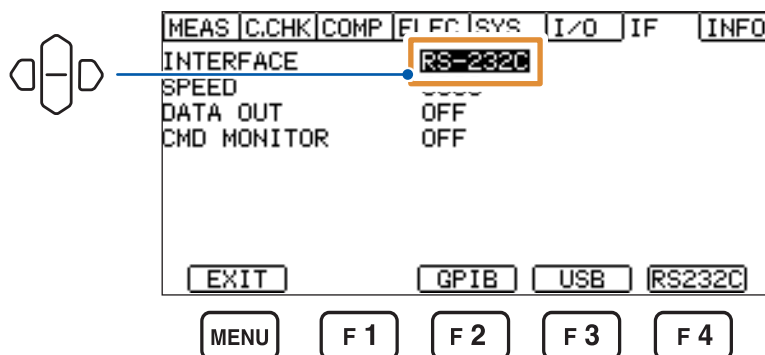 MEAS C.CHK COMP ELEC SYS I/O IF INFO
INTERFACE RS-232C
SPEED
DATA OUT OFF
CMD MONITOR OFF
EXIT GPIB USB RS232C
MENU F1 F2 F3 F4